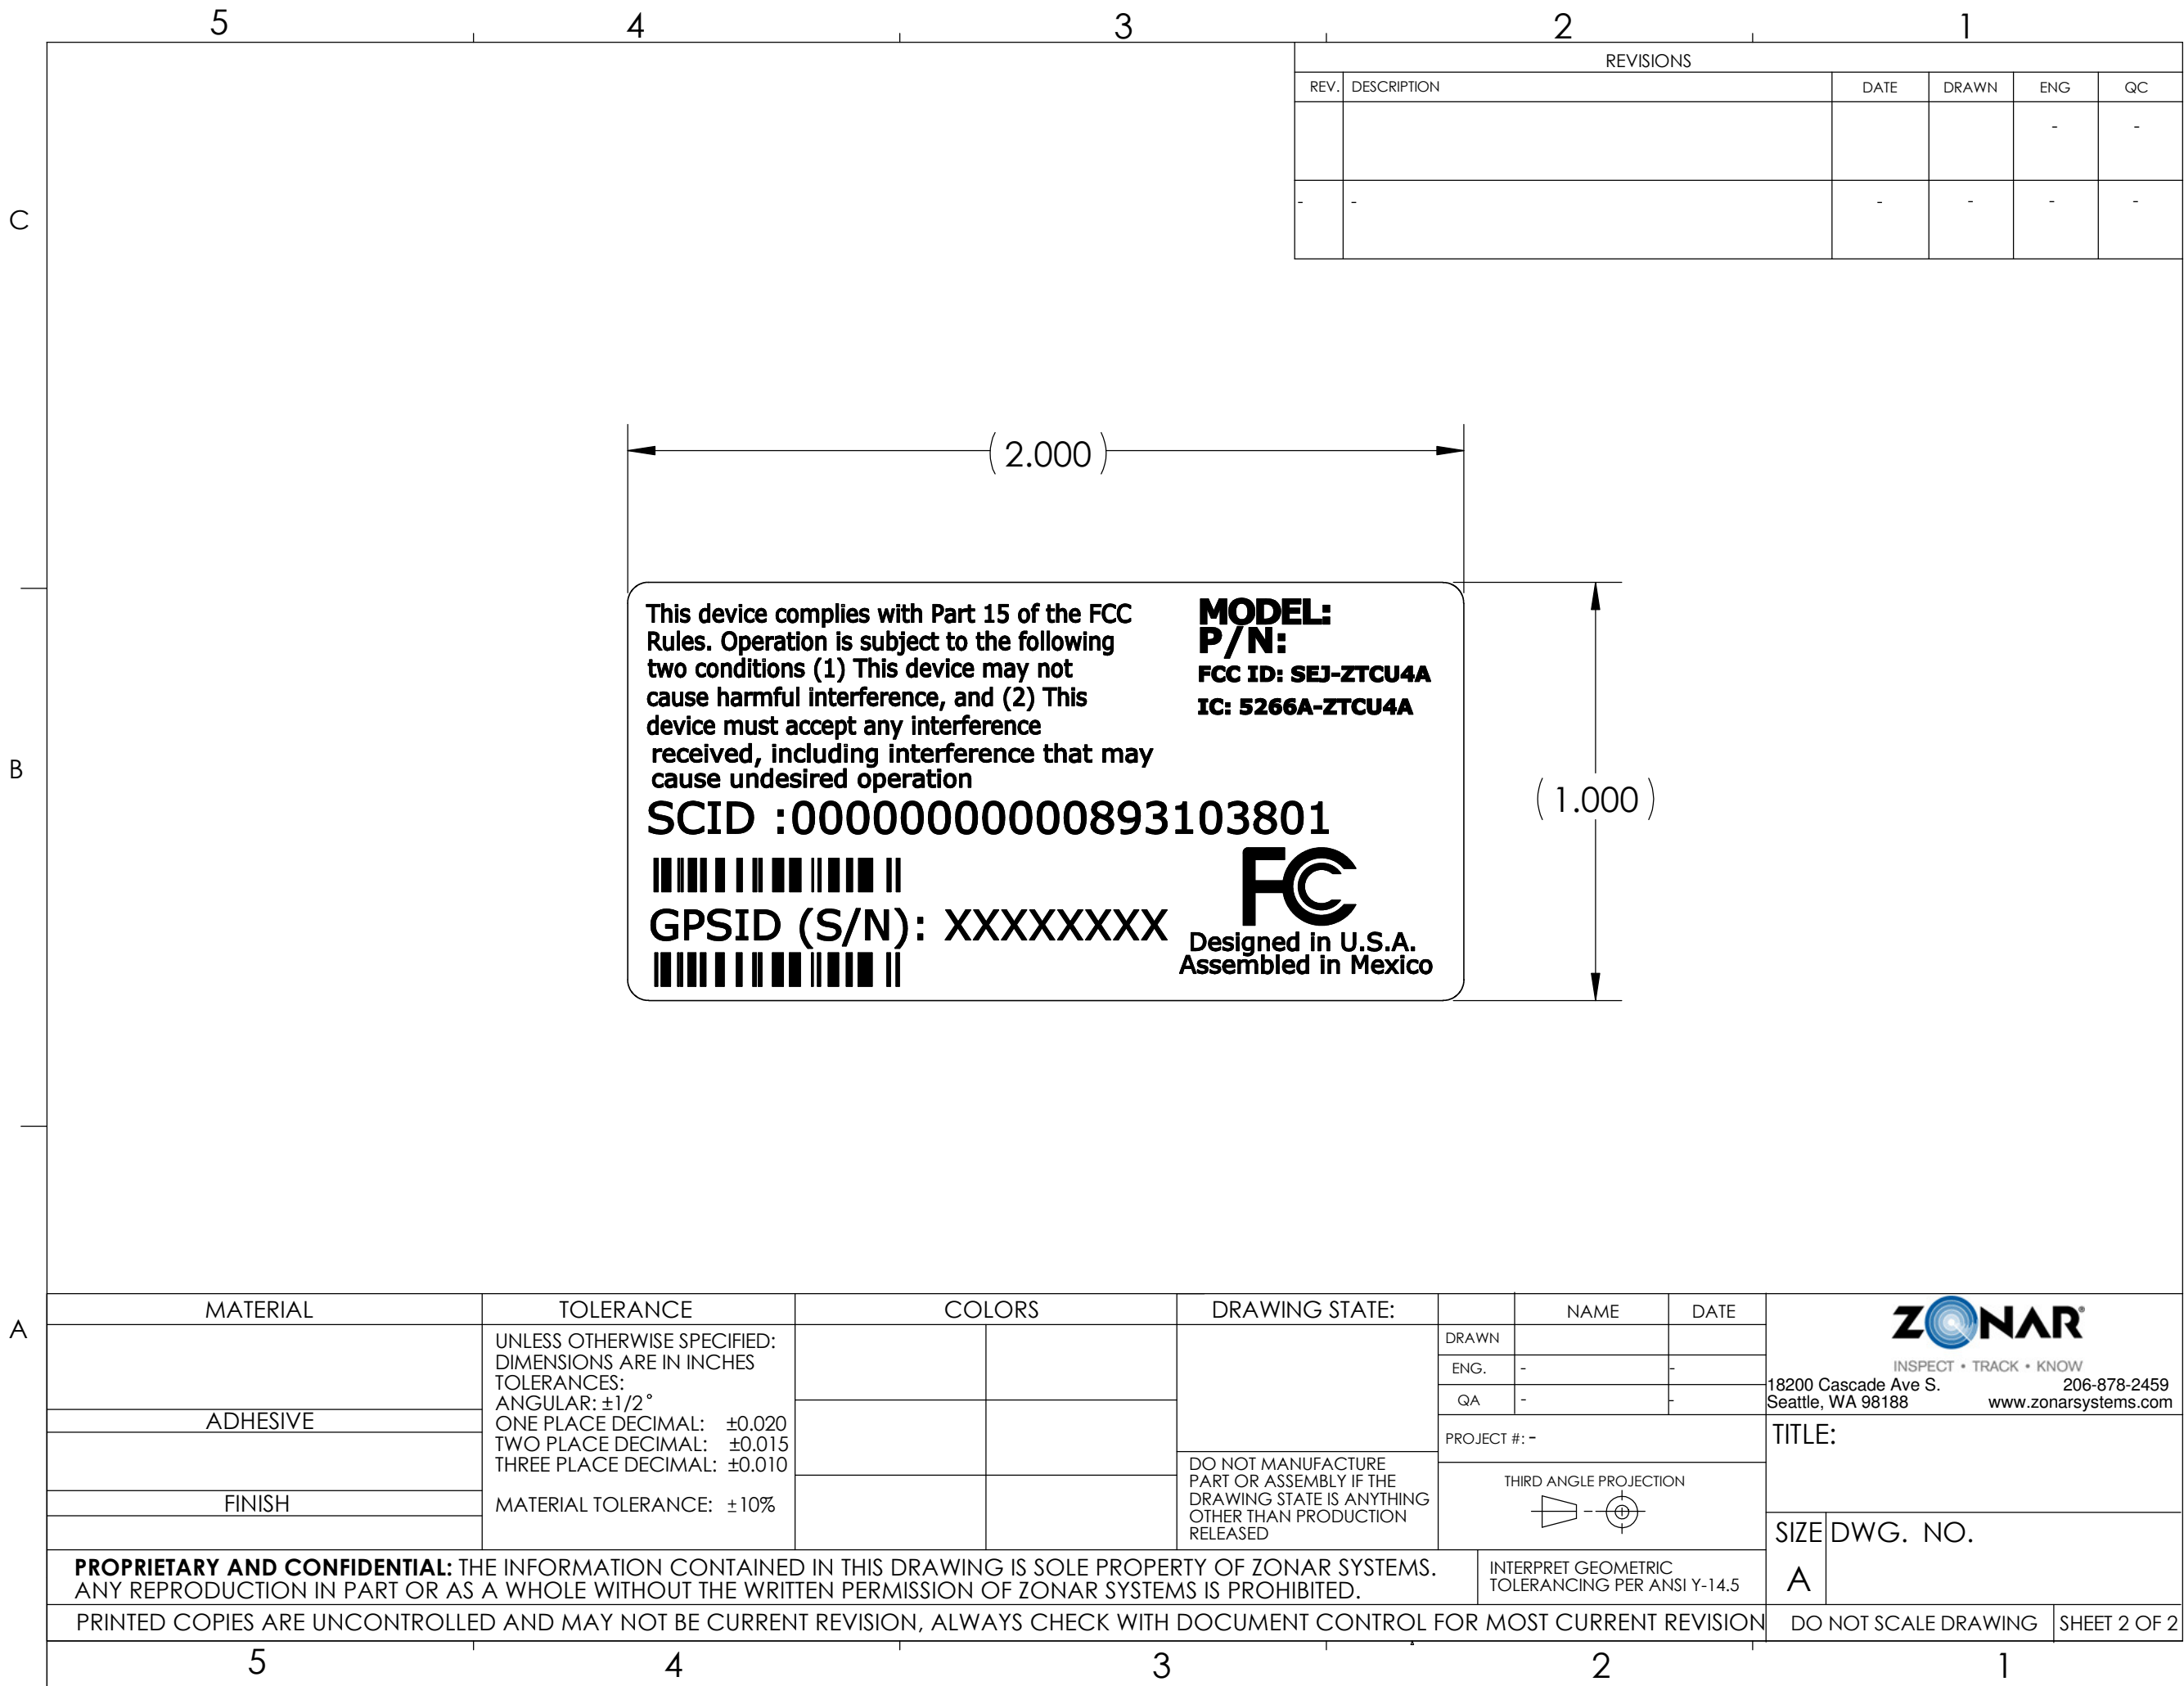 5 4 3 2 1
REVISIONS
REV. DESCRIPTION DATE DRAWN ENG QC
- -
- - - - - -
C
(2.000)
This device complies with Part 15 of the FCC
Rules. Operation is subject to the following
two conditions (1) This device may not
cause harmful interference, and (2) This
device must accept any interference
received, including interference that may
cause undesired operation
MODEL:
P/N:
FCC ID: SEJ-ZTCU4A
IC: 5266A-ZTCU4A
B
(1.000)
SCID :000000000000893103801
FC
GPSID (S/N): XXXXXXXX
Designed in U.S.A.
Assembled in Mexico
A
MATERIAL
ADHESIVE
FINISH
TOLERANCE
UNLESS OTHERWISE SPECIFIED:
DIMENSIONS ARE IN INCHES
TOLERANCES:
ANGULAR: ±1/2°
ONE PLACE DECIMAL: ±0.020
TWO PLACE DECIMAL: ±0.015
THREE PLACE DECIMAL: ±0.010
MATERIAL TOLERANCE: ±10%
COLORS
DRAWING STATE:
DO NOT MANUFACTURE
PART OR ASSEMBLY IF THE
DRAWING STATE IS ANYTHING
OTHER THAN PRODUCTION
RELEASED
NAME DATE
DRAWN
ENG. - -
QA - -
PROJECT #: -
THIRD ANGLE PROJECTION
ZONAR®
INSPECT • TRACK • KNOW
18200 Cascade Ave S. 206-878-2459
Seattle, WA 98188 www.zonarsystems.com
TITLE:
SIZE DWG. NO.
A
PROPRIETARY AND CONFIDENTIAL: THE INFORMATION CONTAINED IN THIS DRAWING IS SOLE PROPERTY OF ZONAR SYSTEMS.
ANY REPRODUCTION IN PART OR AS A WHOLE WITHOUT THE WRITTEN PERMISSION OF ZONAR SYSTEMS IS PROHIBITED.
INTERPRET GEOMETRIC
TOLERANCING PER ANSI Y-14.5
PRINTED COPIES ARE UNCONTROLLED AND MAY NOT BE CURRENT REVISION, ALWAYS CHECK WITH DOCUMENT CONTROL FOR MOST CURRENT REVISION
DO NOT SCALE DRAWING SHEET 2 OF 2
5 4 3 2 1